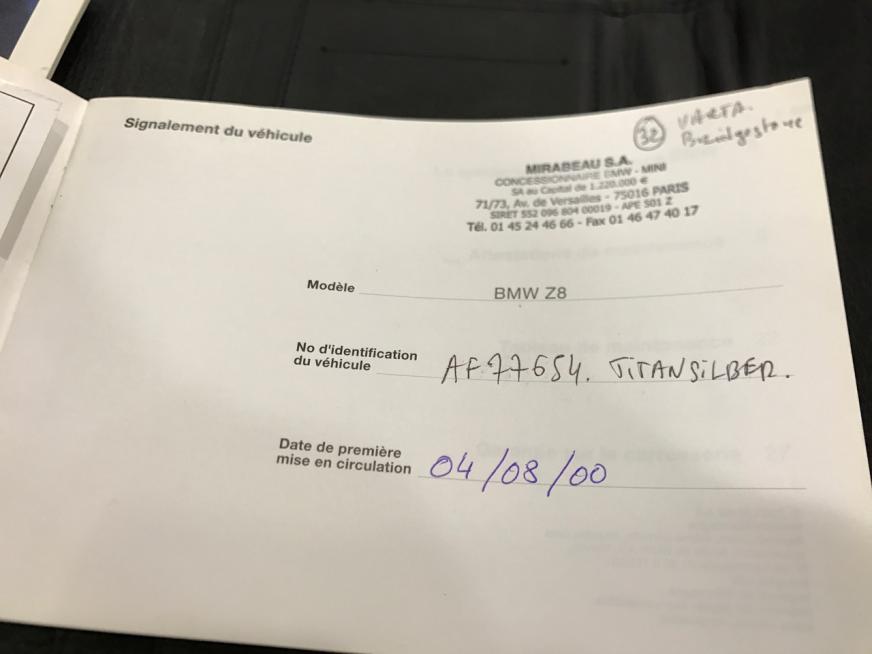 Signalement du véhicule
32 VARTA.
Bridgestone
MIRABEAU S.A.
CONCESSIONNAIRE BMW - MINI
SA au Capital de 1.220.000 €
71/73, Av. de Versailles - 75016 PARIS
SIRET 552 096 804 00019 - APE 501 Z
Tél. 01 45 24 46 66 - Fax 01 46 47 40 17
Modèle BMW Z8
No d'identification
du véhicule AF77654. TiTANSiLBER.
Date de première
mise en circulation 04/08/00